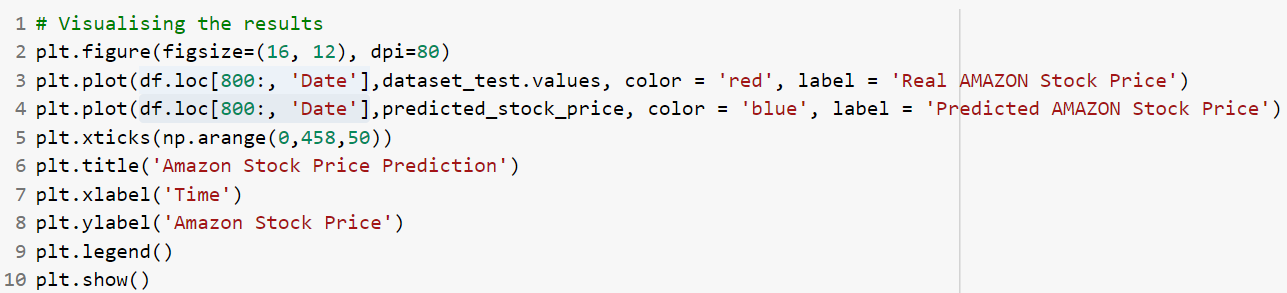 1 # Visualising the results
2 plt.figure(figsize=(16, 12), dpi=80)
3 plt.plot(df.loc[800:, 'Date'],dataset_test.values, color = 'red', label = 'Real AMAZON Stock Price')
4 plt.plot(df.loc[800:, 'Date'],predicted_stock_price, color = 'blue', label = 'Predicted AMAZON Stock Price')
5 plt.xticks(np.arange(0,458,50))
6 plt.title('Amazon Stock Price Prediction')
7 plt.xlabel('Time')
8 plt.ylabel('Amazon Stock Price')
9 plt.legend()
10 plt.show()